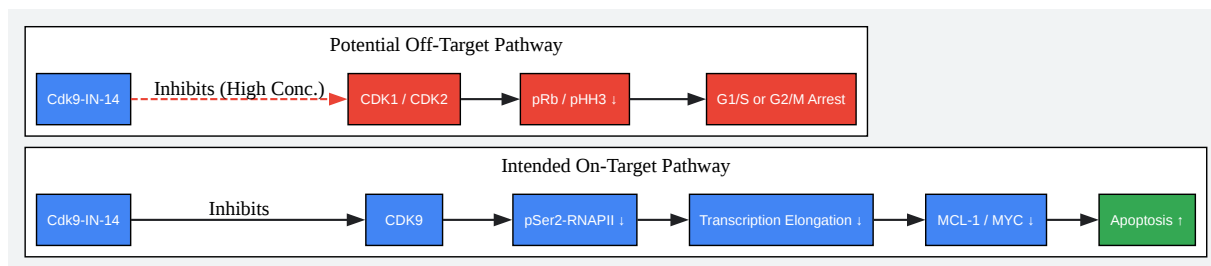 Potential Off-Target Pathway
Cdk9-IN-14
Inhibits (High Conc.)
CDK1 / CDK2
pRb / pHH3 ↓
G1/S or G2/M Arrest
Intended On-Target Pathway
Cdk9-IN-14
Inhibits
CDK9
pSer2-RNAPII ↓
Transcription Elongation ↓
MCL-1 / MYC ↓
Apoptosis ↑